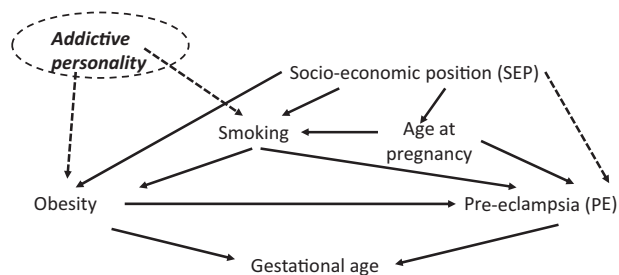 Addictive
personality
Socio-economic position (SEP)
Smoking
Age at
pregnancy
Obesity
Pre-eclampsia (PE)
Gestational age